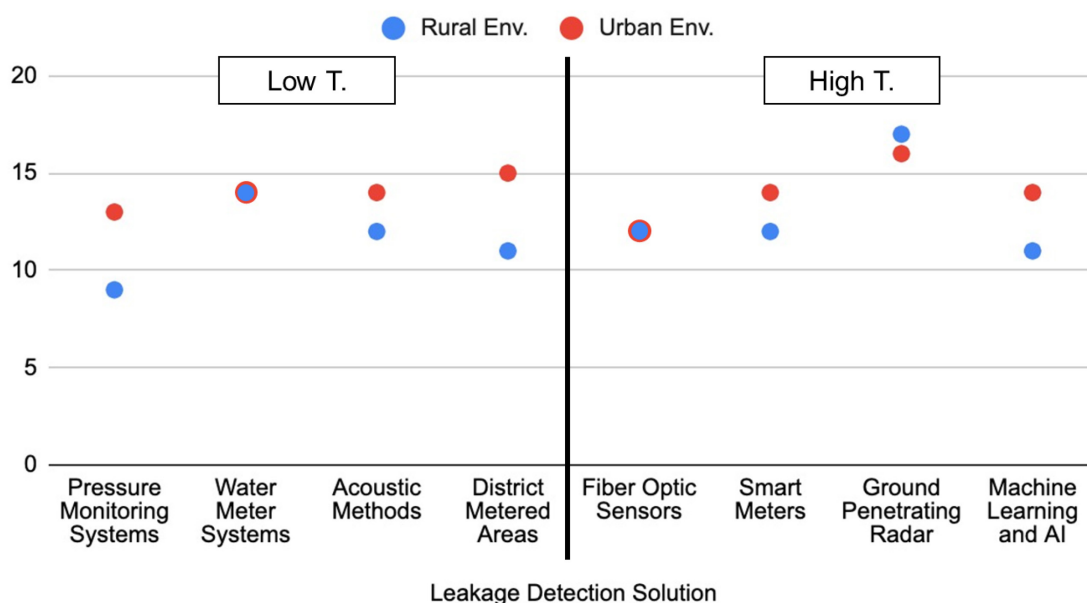 Rural Env. Urban Env.
Low T. High T.
20
15
10
5
0
Pressure
Monitoring
Systems
Water
Meter
Systems
Acoustic
Methods
District
Metered
Areas
Fiber Optic
Sensors
Smart
Meters
Ground
Penetrating
Radar
Machine
Learning
and AI
Leakage Detection Solution